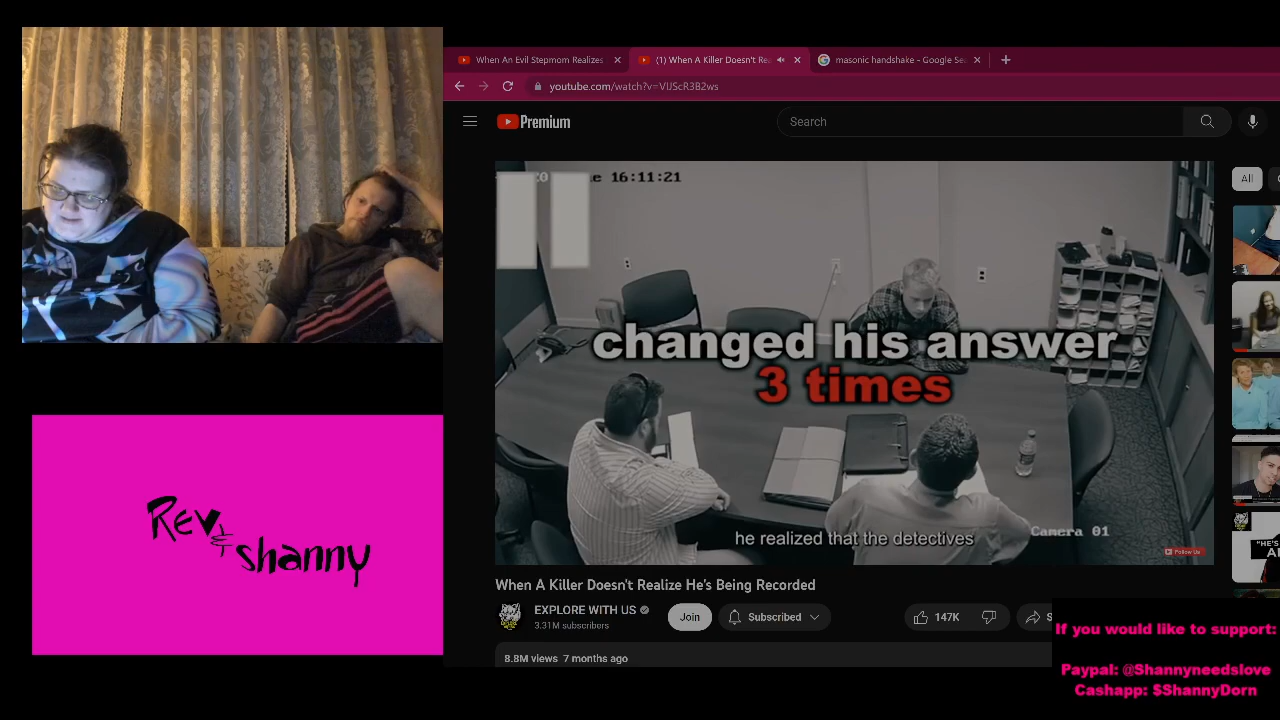 When An Evil Stepmom Realizes
(1) When A Killer Doesn't Re
masonic handshake - Google Se
youtube.com/watch?v=VlJScR3B2ws
Premium
Search
16:11:21
All
changed his answer
3 times
he realized that the detectives
Camera 01
Follow Us
When A Killer Doesn't Realize He's Being Recorded
EXPLORE WITH US
3.31M subscribers
Join
Subscribed
147K
S
8.8M views 7 months ago
Rev
&
shanny
If you would like to support:
Paypal: @Shannyneedslove
Cashapp: $ShannyDorn